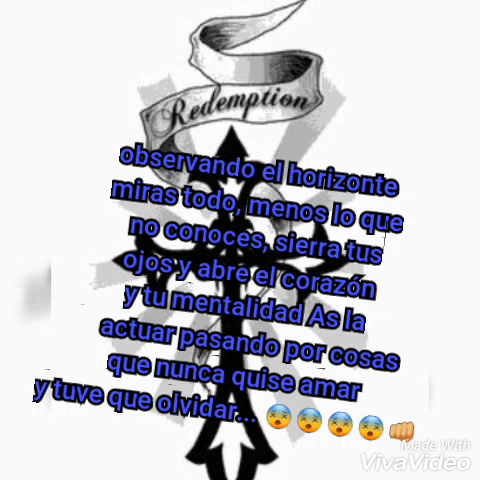 Redemption
observando el horizonte
miras todo, menos lo que
no conoces, sierra tus
ojos y abre el corazón
y tu mentalidad As la
actuar pasando por cosas
que nunca quise amar
y tuve que olvidar... 😵😵😵😵👊
Made With
VivaVideo